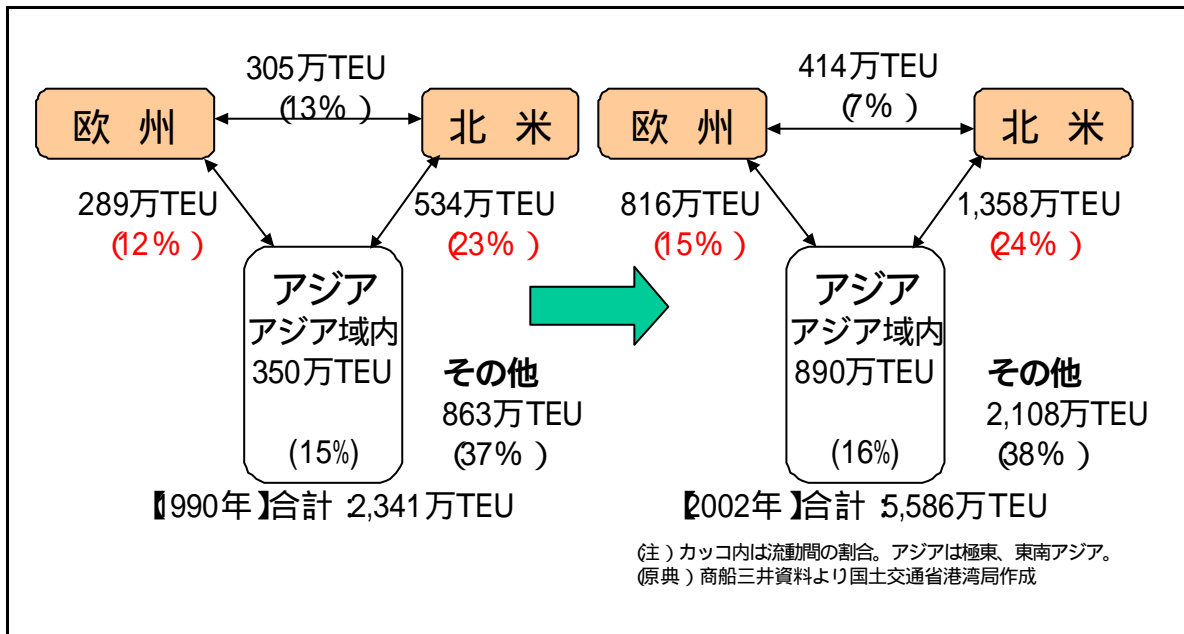 305万TEU
(13%)
欧 州
北 米
289万TEU
(12%)
534万TEU
(23%)
アジア
アジア域内
350万TEU
(15%)
その他
863万TEU
(37%)
【1990年】合計:2,341万TEU
414万TEU
(7%)
欧 州
北 米
816万TEU
(15%)
1,358万TEU
(24%)
アジア
アジア域内
890万TEU
(16%)
その他
2,108万TEU
(38%)
【2002年】合計:5,586万TEU
(注)カッコ内は流動間の割合。アジアは極東、東南アジア。
(原典)商船三井資料より国土交通省港湾局作成